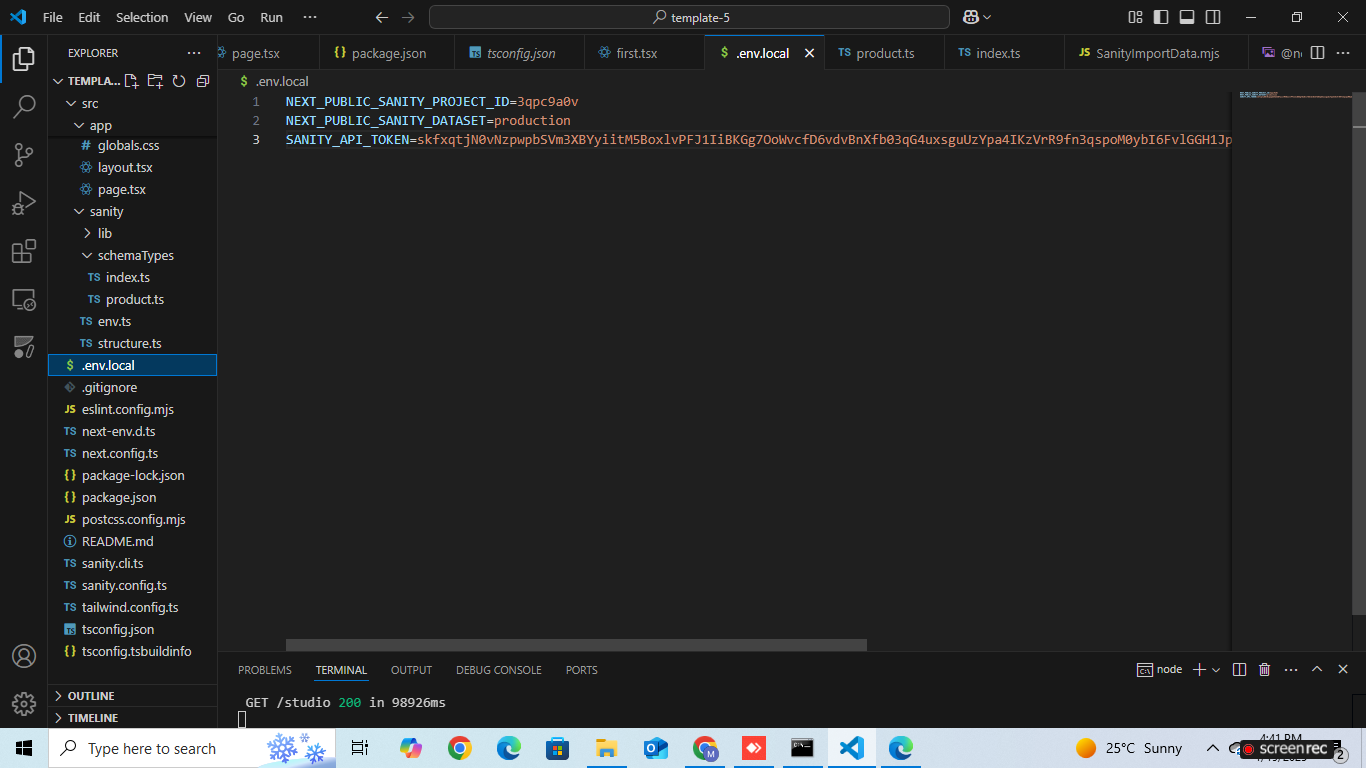 File Edit Selection View Go Run ··· template-5
EXPLORER ···
TEMPLA...
src
app
globals.css
layout.tsx
page.tsx
sanity
lib
schemaTypes
TS index.ts
TS product.ts
TS env.ts
TS structure.ts
$ .env.local
.gitignore
JS eslint.config.mjs
TS next-env.d.ts
TS next.config.ts
{} package-lock.json
{} package.json
JS postcss.config.mjs
README.md
TS sanity.cli.ts
TS sanity.config.ts
TS tailwind.config.ts
tsconfig.json
{} tsconfig.tsbuildinfo
OUTLINE
TIMELINE
page.tsx {} package.json tsconfig.json first.tsx $ .env.local TS product.ts TS index.ts JS SanityImportData.mjs
$ .env.local
1 NEXT_PUBLIC_SANITY_PROJECT_ID=3qpc9a0v
2 NEXT_PUBLIC_SANITY_DATASET=production
3 SANITY_API_TOKEN=skfxqtjN0vNzpwpbSVm3XBYyiitM5BoxlvPFJ1IiBKGg7OoWvcfD6vdvBnXfb03qG4uxsguUzYpa4IKzVrR9fn3qspoM0ybI6FvlGGH1Jp
PROBLEMS TERMINAL OUTPUT DEBUG CONSOLE PORTS node
GET /studio 200 in 98926ms
Type here to search
25°C Sunny
4:41 PM
screenrec
2